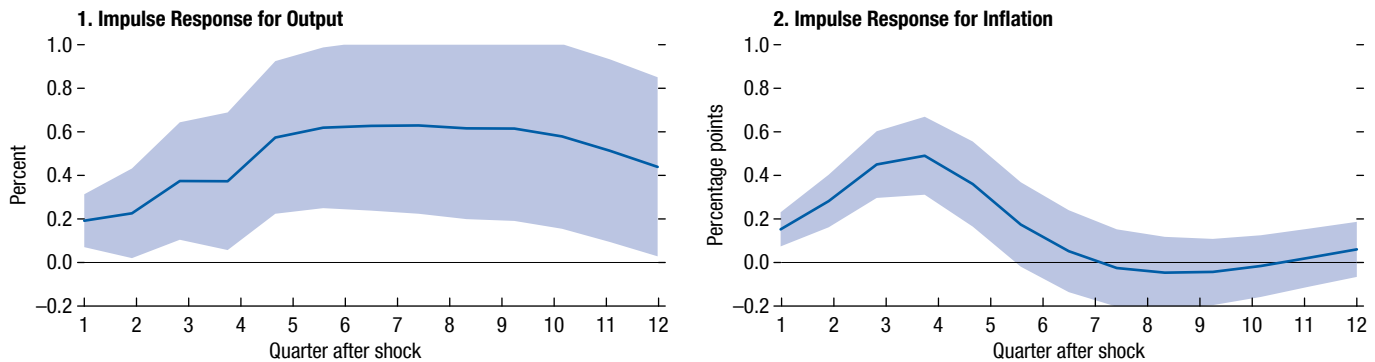 1. Impulse Response for Output
1.0
0.8
0.6
0.4
0.2
0.0
–0.2
Percent
1 2 3 4 5 6 7 8 9 10 11 12
Quarter after shock
2. Impulse Response for Inflation
1.0
0.8
0.6
0.4
0.2
0.0
–0.2
Percentage points
1 2 3 4 5 6 7 8 9 10 11 12
Quarter after shock